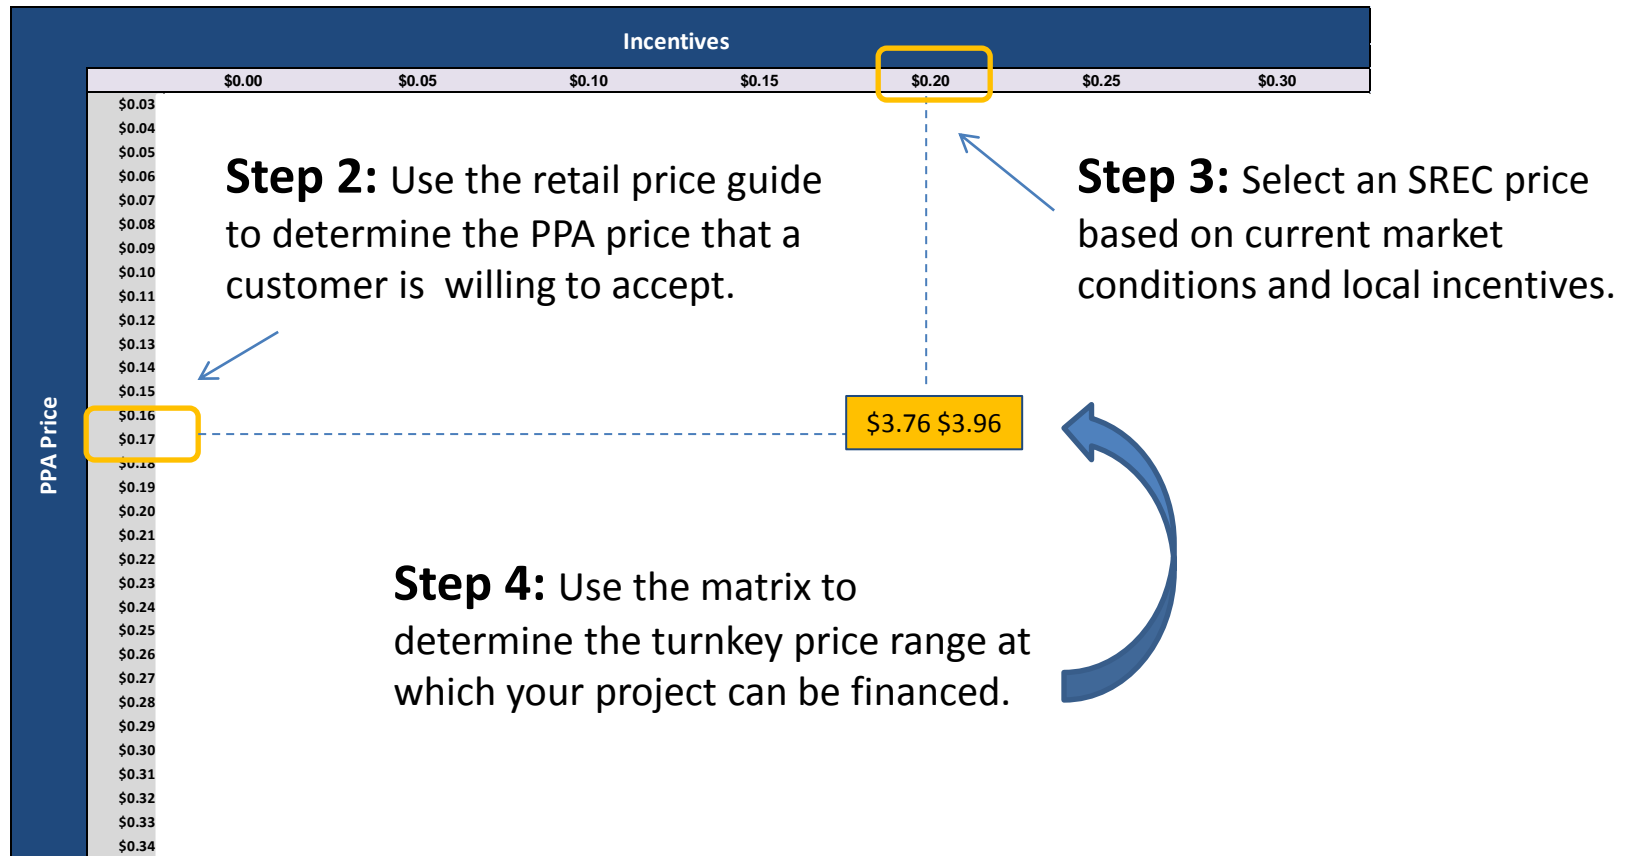 Incentives
$0.00 $0.05 $0.10 $0.15 $0.20 $0.25 $0.30
PPA Price
$0.03
$0.04
$0.05
$0.06
$0.07
$0.08
$0.09
$0.10
$0.11
$0.12
$0.13
$0.14
$0.15
$0.16
$0.17
$0.18
$0.19
$0.20
$0.21
$0.22
$0.23
$0.24
$0.25
$0.26
$0.27
$0.28
$0.29
$0.30
$0.31
$0.32
$0.33
$0.34
Step 2: Use the retail price guide
to determine the PPA price that a
customer is  willing to accept.
Step 3: Select an SREC price
based on current market
conditions and local incentives.
$3.76 $3.96
Step 4: Use the matrix to
determine the turnkey price range at
which your project can be financed.